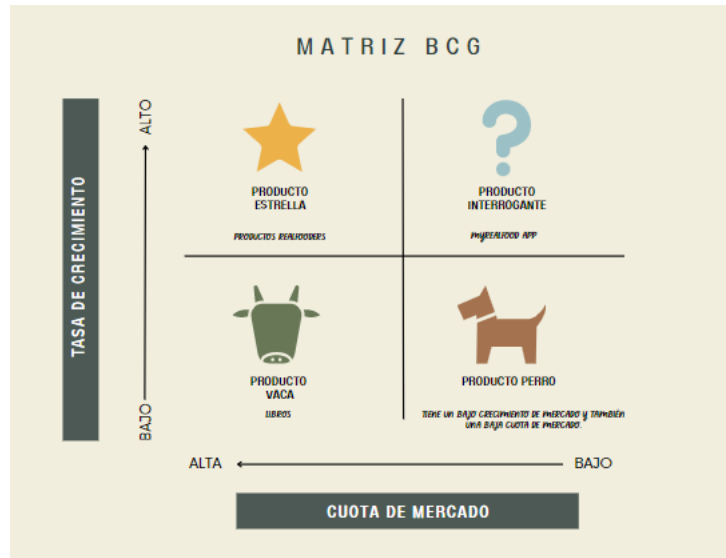 MATRIZ BCG
TASA DE CRECIMIENTO
ALTO
BAJO
PRODUCTO
ESTRELLA
PRODUCTOS REALFOODERS
PRODUCTO
INTERROGANTE
MYREALFOOD APP
PRODUCTO
VACA
LIBROS
PRODUCTO PERRO
TIENE UN BAJO CRECIMIENTO DE MERCADO Y TAMBIÉN
UNA BAJA CUOTA DE MERCADO.
ALTA
BAJO
CUOTA DE MERCADO